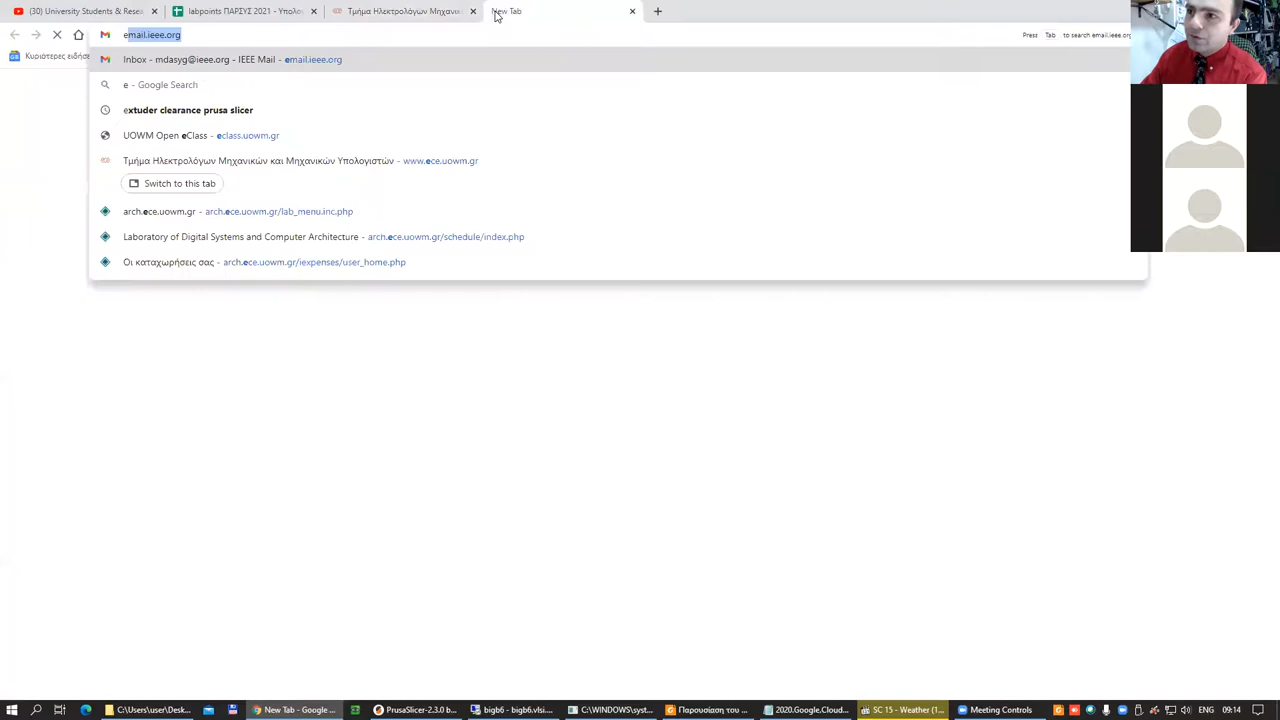 (30) University Students & Resear
labpoints ΠΑΡΣΥΣ 2021 - Υπολογ
Τμήμα Ηλεκτρολόγων Μηχανικ
New Tab
email.ieee.org
Press Tab to search email.ieee.org
Κυριότερες ειδήσε
Inbox - mdasyg@ieee.org - IEEE Mail - email.ieee.org
e - Google Search
extuder clearance prusa slicer
UOWM Open eClass - eclass.uowm.gr
Τμήμα Ηλεκτρολόγων Μηχανικών και Μηχανικών Υπολογιστών - www.ece.uowm.gr
Switch to this tab
arch.ece.uowm.gr - arch.ece.uowm.gr/lab_menu.inc.php
Laboratory of Digital Systems and Computer Architecture - arch.ece.uowm.gr/schedule/index.php
Οι καταχωρήσεις σας - arch.ece.uowm.gr/iexpenses/user_home.php
C:\Users\user\Desk...
New Tab - Google ...
PrusaSlicer-2.3.0 b...
bigb6 - bigb6.vlsi....
C:\WINDOWS\syst...
Παρουσίαση του ...
2020.Google.Cloud...
SC 15 - Weather (1...
Meeting Controls
ENG
09:14